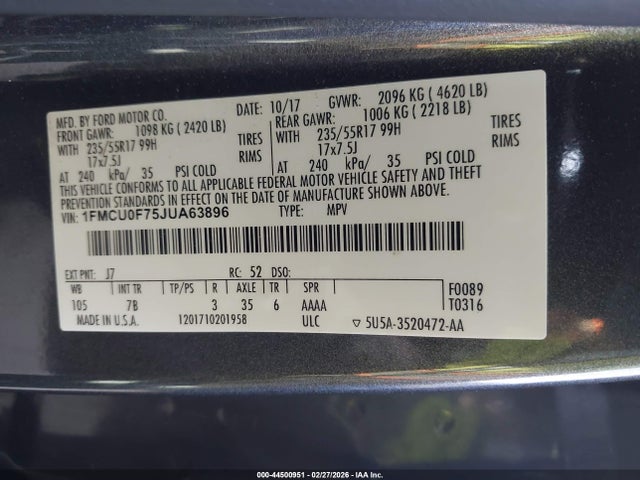 MFD. BY FORD MOTOR CO. DATE: 10/17 GVWR: 2096 KG ( 4620 LB)
FRONT GAWR: 1098 KG ( 2420 LB) REAR GAWR: 1006 KG ( 2218 LB)
WITH 235/55R17 99H TIRES WITH 235/55R17 99H TIRES
17x7.5J RIMS 17x7.5J RIMS
AT 240 kPa/ 35 PSI COLD AT 240 kPa/ 35 PSI COLD
THIS VEHICLE CONFORMS TO ALL APPLICABLE FEDERAL MOTOR VEHICLE SAFETY AND
THEFT PREVENTION STANDARDS IN EFFECT ON THE DATE OF MANUFACTURE SHOWN ABOVE.
VIN: 1FMCU0F75JUA63896 TYPE: MPV
EXT PNT: J7 RC: 52 DSO:
WB INT TR TP/PS R AXLE TR SPR F0089
105 7B 3 35 6 AAAA T0316
MADE IN U.S.A. 1201710201958 ULC ▽ 5U5A-3520472-AA
000-44500951 - 02/27/2026 - IAA Inc.